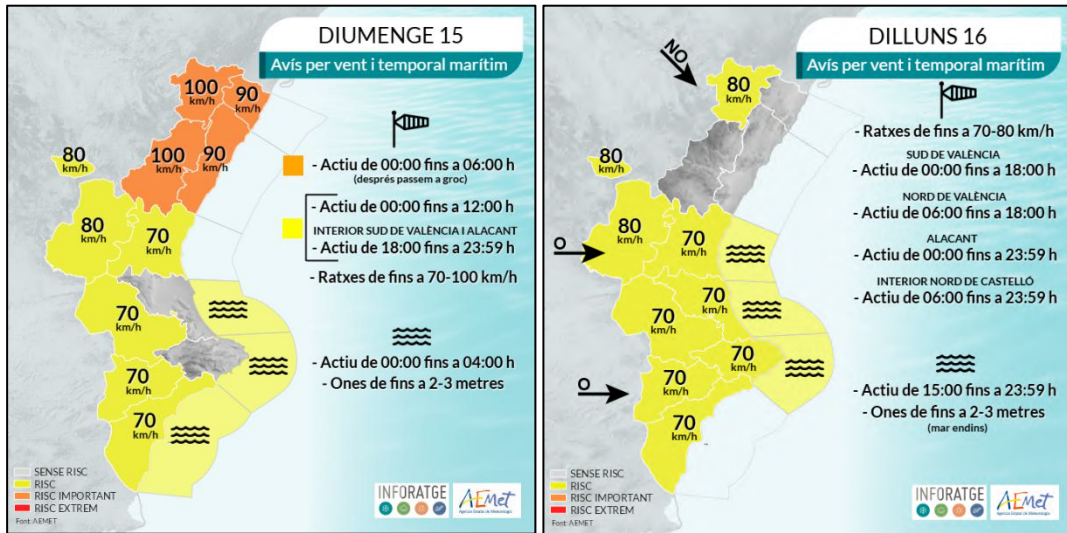 DIUMENGE 15
Avís per vent i temporal marítim
100
km/h
90
km/h
100
km/h
90
km/h
80
km/h
80
km/h
70
km/h
70
km/h
70
km/h
70
km/h
- Actiu de 00:00 fins a 06:00 h
(després passem a groc)
- Actiu de 00:00 fins a 12:00 h
INTERIOR SUD DE VALÈNCIA I ALACANT
- Actiu de 18:00 fins a 23:59 h
- Ratxes de fins a 70-100 km/h
- Actiu de 00:00 fins a 04:00 h
- Ones de fins a 2-3 metres
SENSE RISC
RISC
RISC IMPORTANT
RISC EXTREM
Font: AEMET
INFORATGE
AEMet
Agencia Estatal de Meteorología
DILLUNS 16
Avís per vent i temporal marítim
NO
80
km/h
80
km/h
80
km/h
70
km/h
O
70
km/h
70
km/h
70
km/h
70
km/h
O
70
km/h
- Ratxes de fins a 70-80 km/h
SUD DE VALÈNCIA
- Actiu de 00:00 fins a 18:00 h
NORD DE VALÈNCIA
- Actiu de 06:00 fins a 18:00 h
ALACANT
- Actiu de 00:00 fins a 23:59 h
INTERIOR NORD DE CASTELLÓ
- Actiu de 06:00 fins a 23:59 h
- Actiu de 15:00 fins a 23:59 h
- Ones de fins a 2-3 metres
(mar endins)
SENSE RISC
RISC
RISC IMPORTANT
RISC EXTREM
Font: AEMET
INFORATGE
AEMet
Agencia Estatal de Meteorología